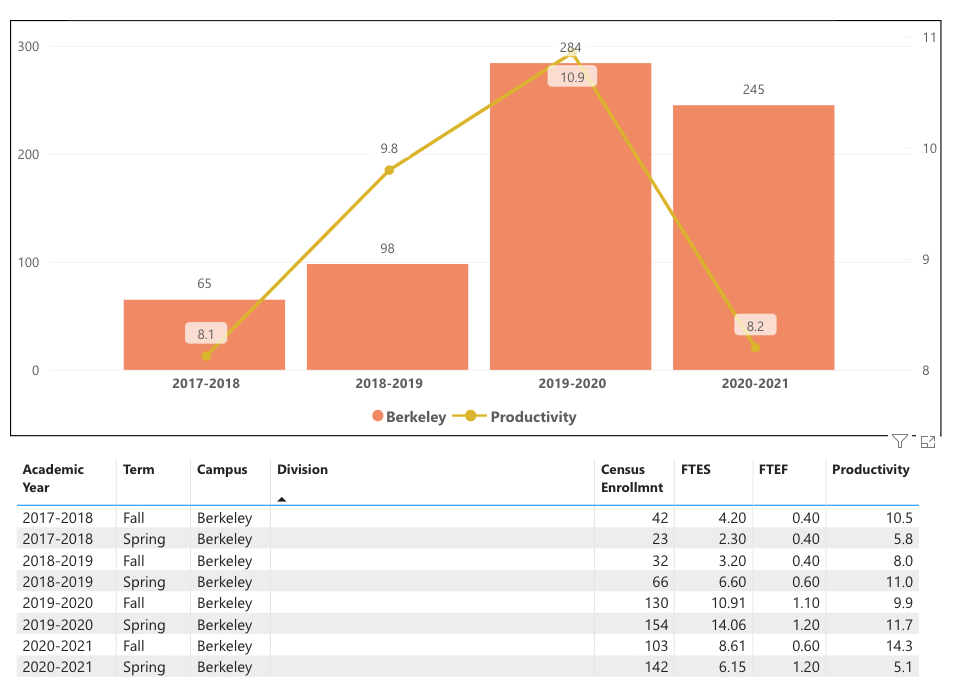 300
200
100
0
11
10
9
8
65
98
284
245
8.1
9.8
10.9
8.2
2017-2018 2018-2019 2019-2020 2020-2021
Berkeley Productivity
Academic Year Term Campus Division Census Enrollmnt FTES FTEF Productivity
2017-2018 Fall Berkeley 42 4.20 0.40 10.5
2017-2018 Spring Berkeley 23 2.30 0.40 5.8
2018-2019 Fall Berkeley 32 3.20 0.40 8.0
2018-2019 Spring Berkeley 66 6.60 0.60 11.0
2019-2020 Fall Berkeley 130 10.91 1.10 9.9
2019-2020 Spring Berkeley 154 14.06 1.20 11.7
2020-2021 Fall Berkeley 103 8.61 0.60 14.3
2020-2021 Spring Berkeley 142 6.15 1.20 5.1